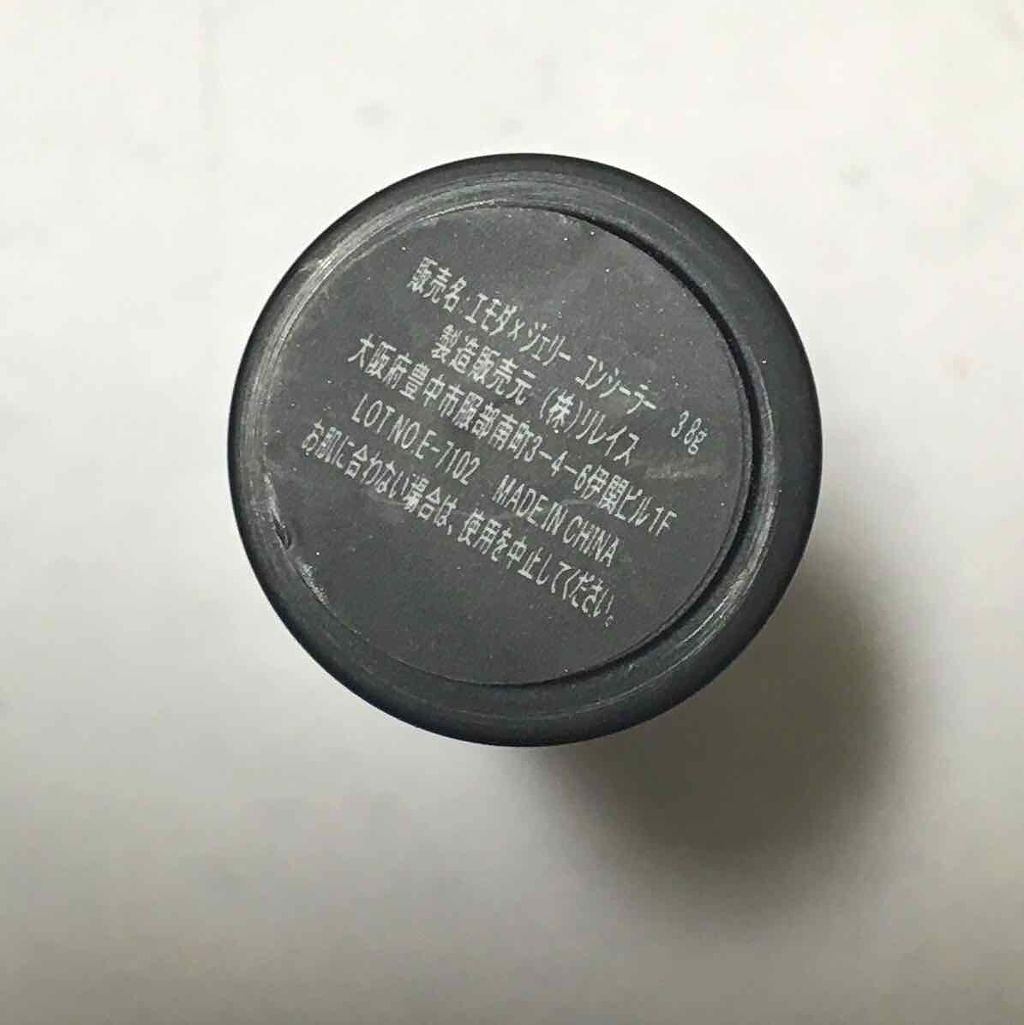 販売名:エモダ×ジェリー コンシーラー 3.8g
製造販売元 (株)リレイス
大阪府豊中市服部南町3-4-6伊関ビル1F
LOT NO.E-7102 MADE IN CHINA
お肌に合わない場合は、使用を中止してください。